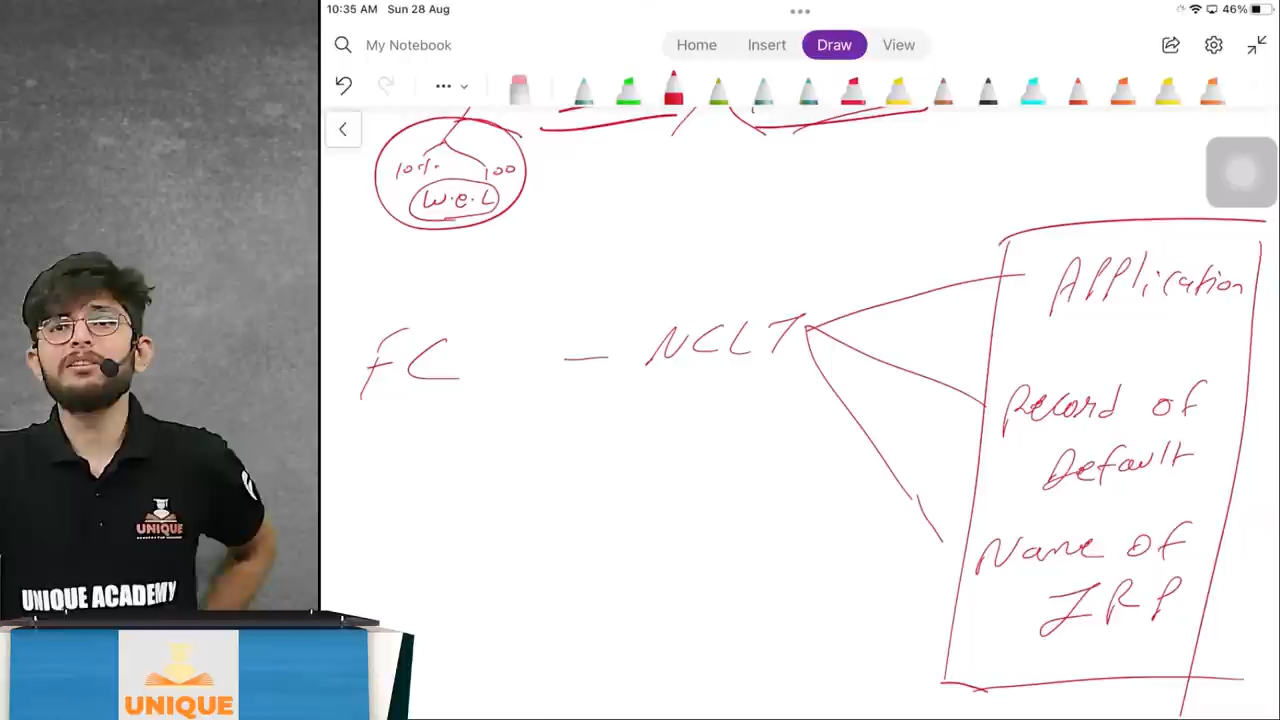 10:35 AM Sun 28 Aug
46%
My Notebook
Home Insert Draw View
10% 100
W.e.L
Application
FC — NCLT
Record of
Default
Name of
IRP
UNIQUE
UNIQUE ACADEMY
UNIQUE